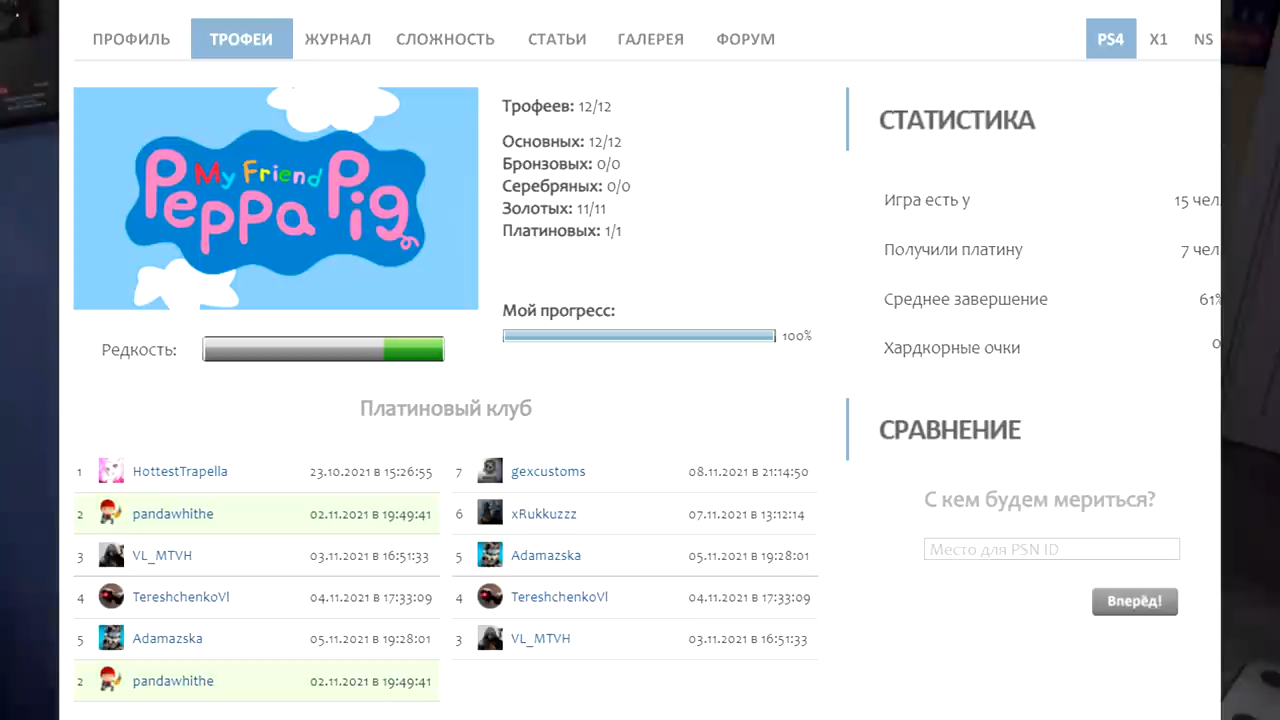 ПРОФИЛЬ ТРОФЕИ ЖУРНАЛ СЛОЖНОСТЬ СТАТЬИ ГАЛЕРЕЯ ФОРУМ PS4 X1 NS
My Friend
Peppa Pig
Трофеев: 12/12
Основных: 12/12
Бронзовых: 0/0
Серебряных: 0/0
Золотых: 11/11
Платиновых: 1/1
Мой прогресс:
100%
Редкость:
Платиновый клуб
1 HottestTrapella 23.10.2021 в 15:26:55
2 pandawhithe 02.11.2021 в 19:49:41
3 VL_MTVH 03.11.2021 в 16:51:33
4 TereshchenkoVl 04.11.2021 в 17:33:09
5 Adamazska 05.11.2021 в 19:28:01
2 pandawhithe 02.11.2021 в 19:49:41
7 gexcustoms 08.11.2021 в 21:14:50
6 xRukkuzzz 07.11.2021 в 13:12:14
5 Adamazska 05.11.2021 в 19:28:01
4 TereshchenkoVl 04.11.2021 в 17:33:09
3 VL_MTVH 03.11.2021 в 16:51:33
СТАТИСТИКА
Игра есть у 15 чел.
Получили платину 7 чел.
Среднее завершение 61%
Хардкорные очки 0
СРАВНЕНИЕ
С кем будем мериться?
Место для PSN ID
Вперёд!